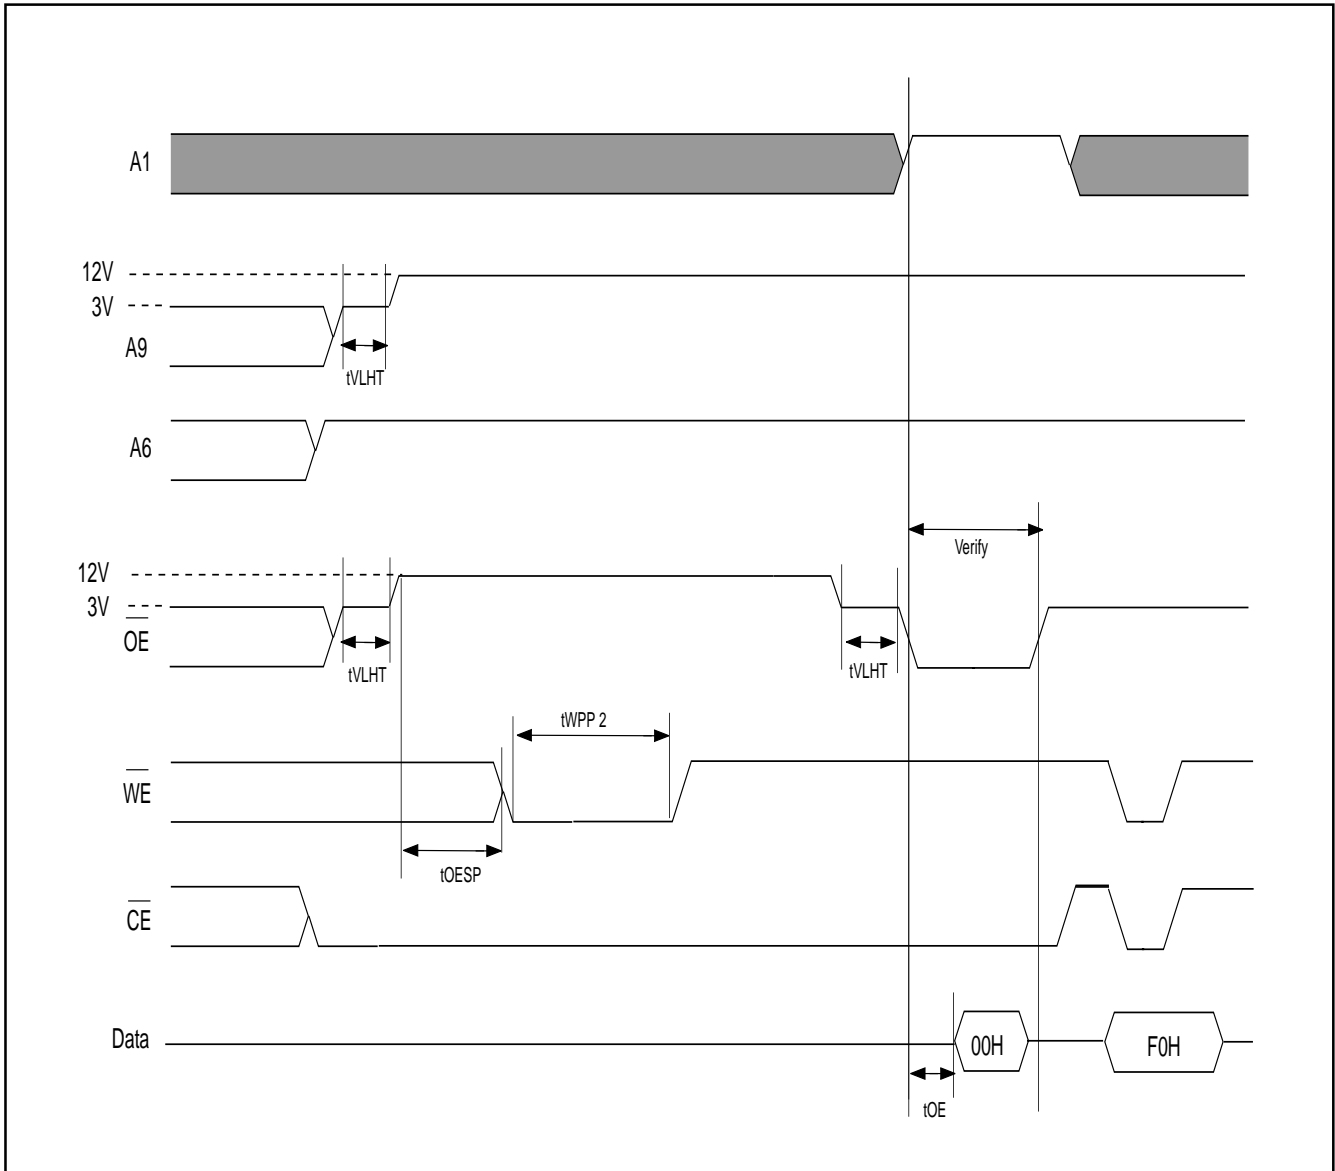 A1
12V
3V
A9
tVLHT
A6
Verify
12V
3V
OE
tVLHT
tVLHT
tWPP 2
WE
tOESP
CE
Data
00H
F0H
tOE